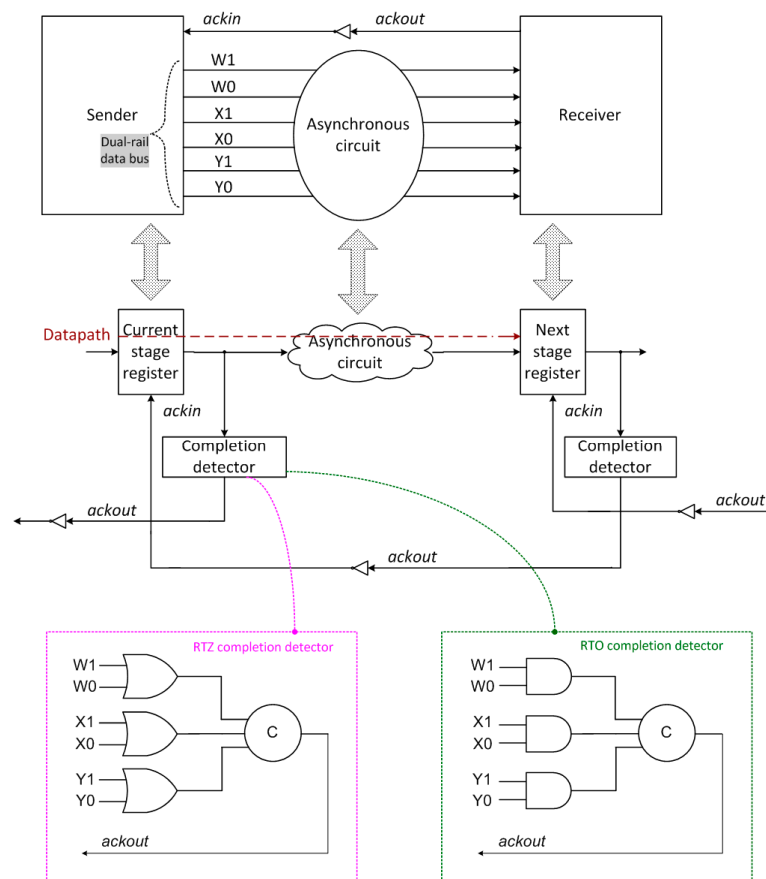 ackin
ackout
W1
W0
X1
X0
Y1
Y0
Sender
Dual-rail
data bus
Asynchronous
circuit
Receiver
Datapath
Current
stage
register
Asynchronous
circuit
Next
stage
register
ackin
ackin
Completion
detector
Completion
detector
ackout
ackout
ackout
RTZ completion detector
W1
W0
X1
X0
Y1
Y0
C
ackout
RTO completion detector
W1
W0
X1
X0
Y1
Y0
C
ackout